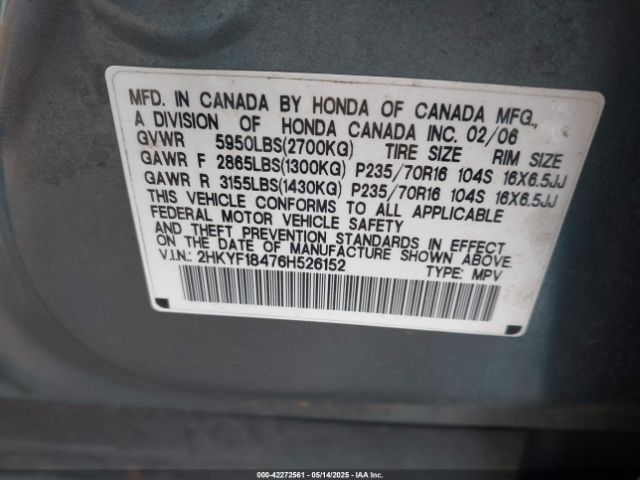 MFD. IN CANADA BY HONDA OF CANADA MFG.,
A DIVISION OF HONDA CANADA INC. 02/06
GVWR 5950LBS(2700KG) TIRE SIZE RIM SIZE
GAWR F 2865LBS(1300KG) P235/70R16 104S 16X6.5JJ
GAWR R 3155LBS(1430KG) P235/70R16 104S 16X6.5JJ
THIS VEHICLE CONFORMS TO ALL APPLICABLE
FEDERAL MOTOR VEHICLE SAFETY
AND THEFT PREVENTION STANDARDS IN EFFECT
ON THE DATE OF MANUFACTURE SHOWN ABOVE.
V.I.N.: 2HKYF18476H526152 TYPE: MPV
000-42272561 - 05/14/2025 - IAA Inc.